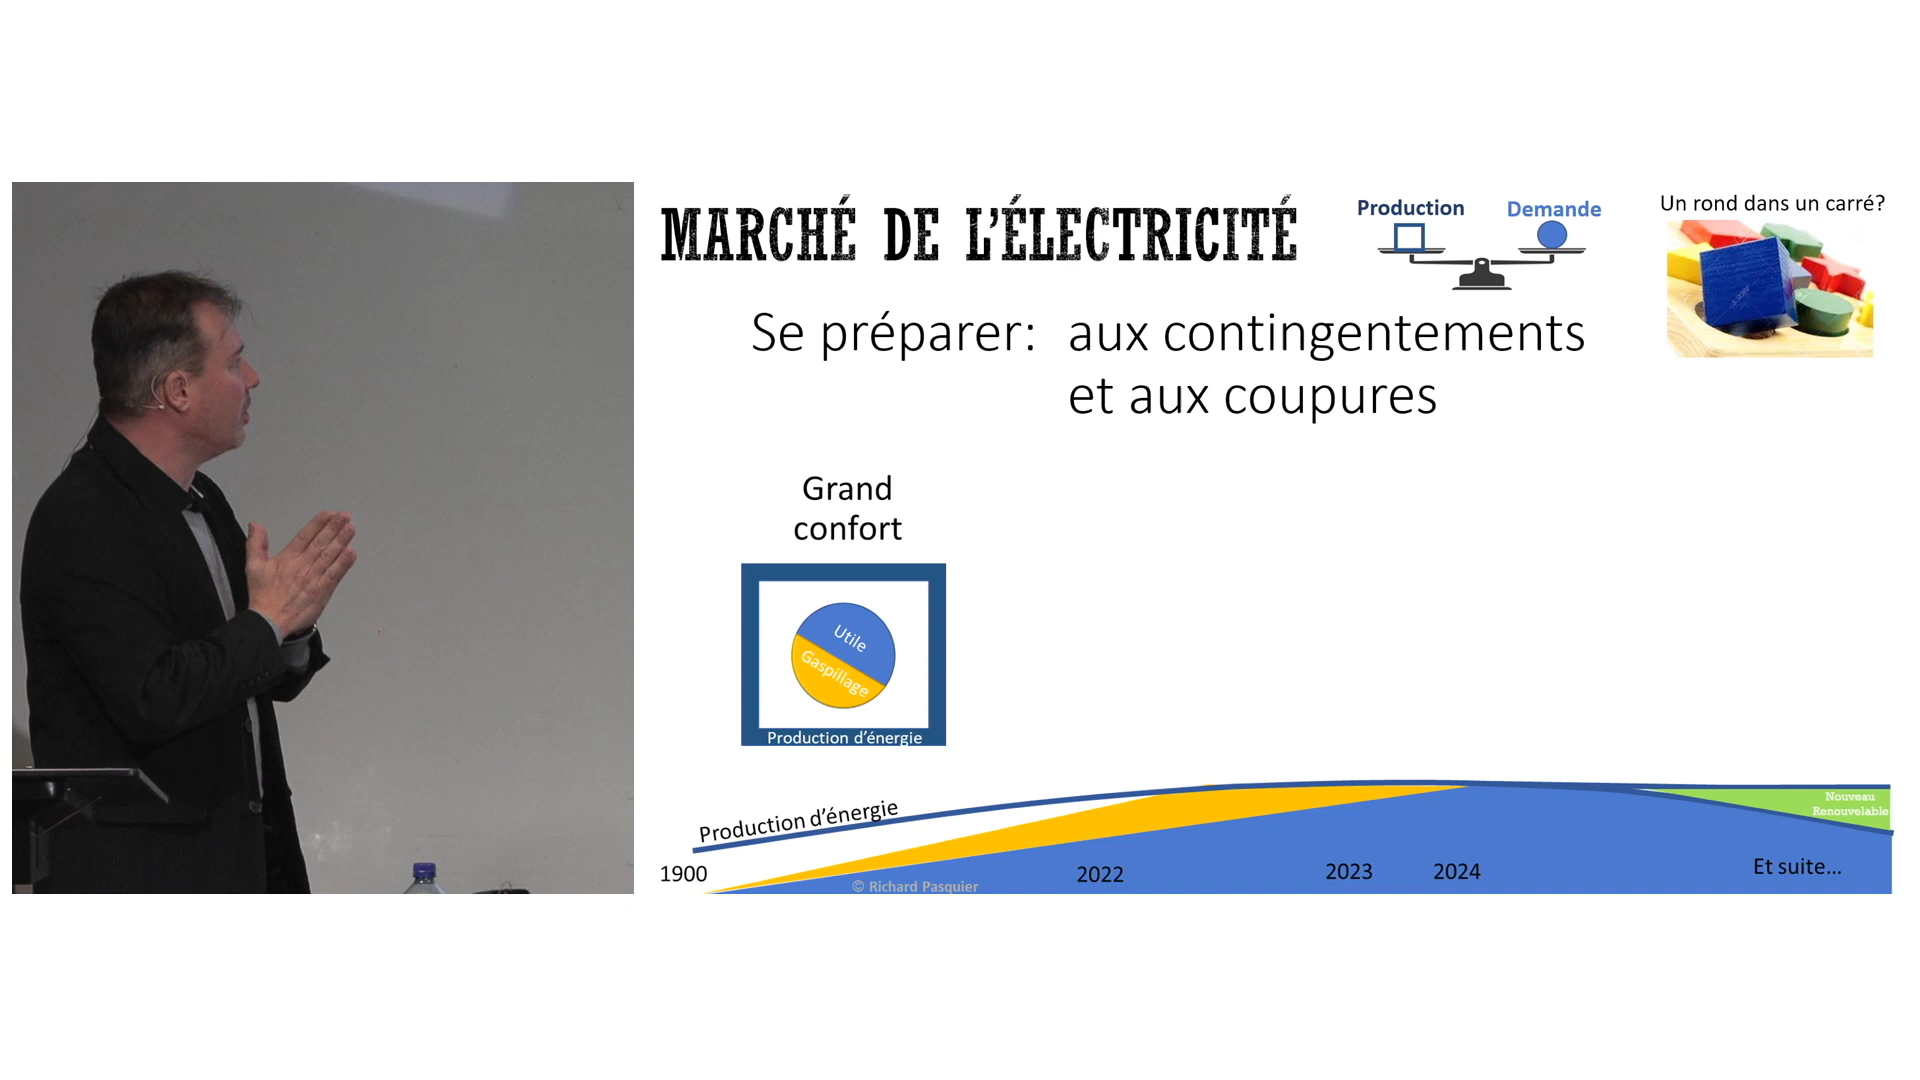 MARCHÉ DE L'ÉLECTRICITÉ
Production
Demande
Un rond dans un carré?
Se préparer: aux contingentements
et aux coupures
Grand
confort
Utile
Gaspillage
Production d'énergie
Production d'énergie
Nouveau
Renouvelable
1900
2022
2023
2024
Et suite...
© Richard Pasquier